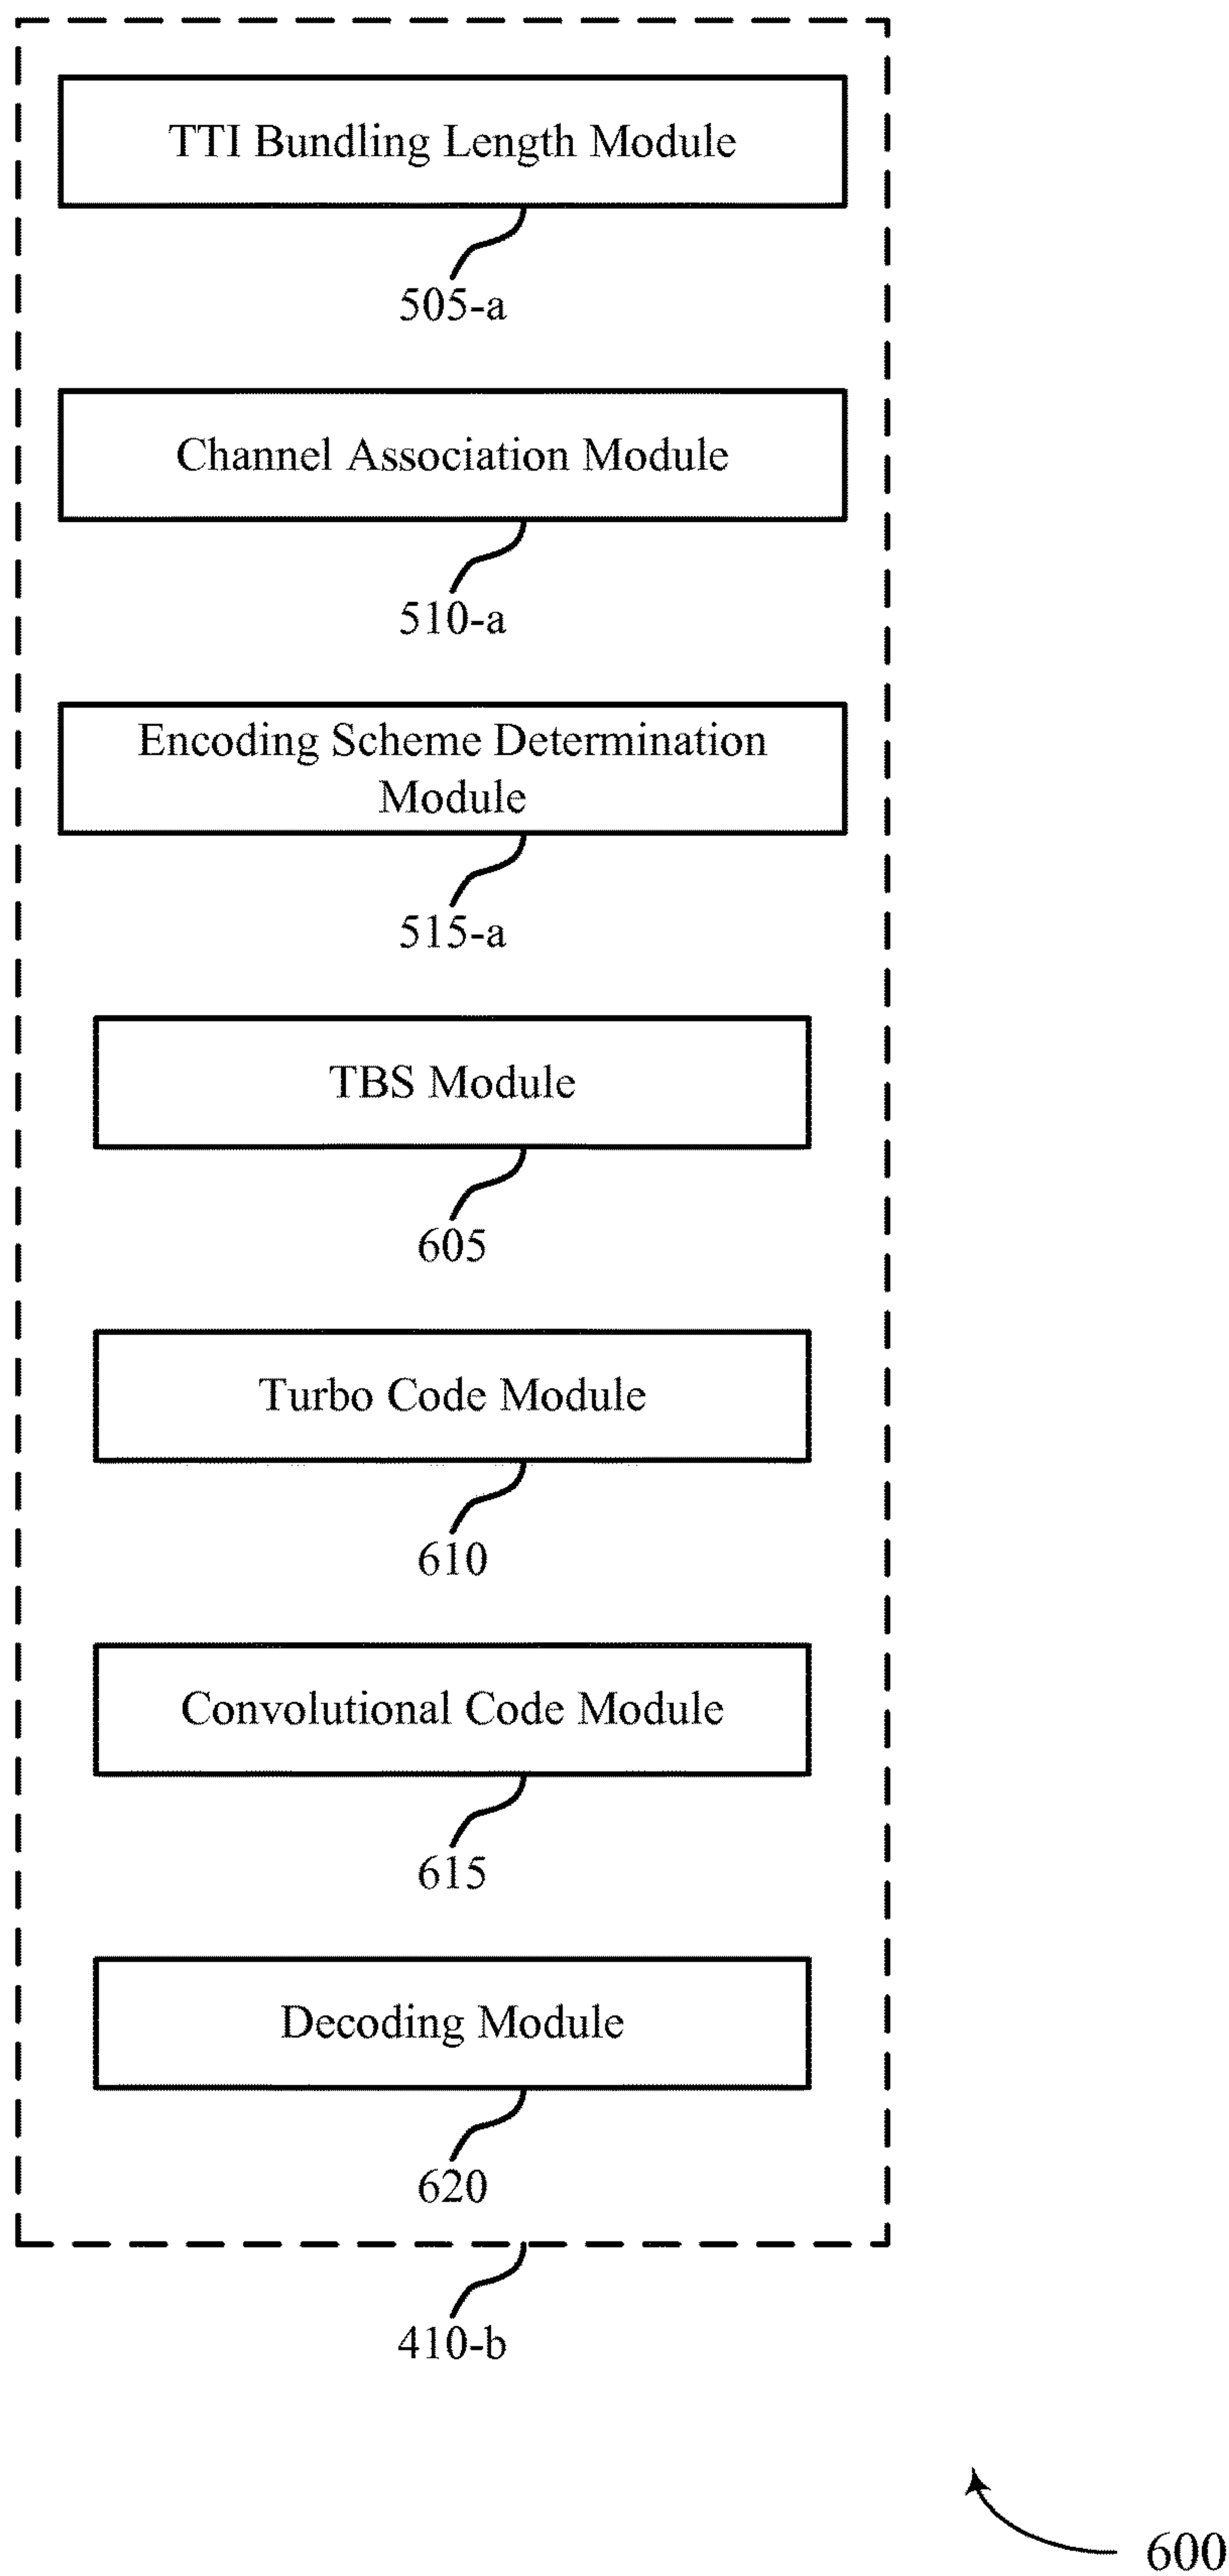 TTI Bundling Length Module
505-a
Channel Association Module
510-a
Encoding Scheme Determination
Module
515-a
TBS Module
605
Turbo Code Module
610
Convolutional Code Module
615
Decoding Module
620
410-b
600